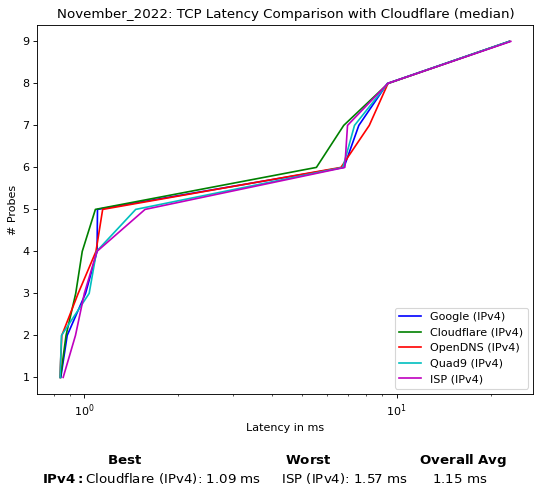 November_2022: TCP Latency Comparison with Cloudflare (median)
# Probes
9
8
7
6
5
4
3
2
1
Google (IPv4)
Cloudflare (IPv4)
OpenDNS (IPv4)
Quad9 (IPv4)
ISP (IPv4)
10⁰ 10¹
Latency in ms
Best Worst Overall Avg
IPv4: Cloudflare (IPv4): 1.09 ms ISP (IPv4): 1.57 ms 1.15 ms